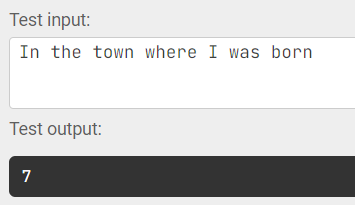 Test input:
In the town where I was born
Test output:
7